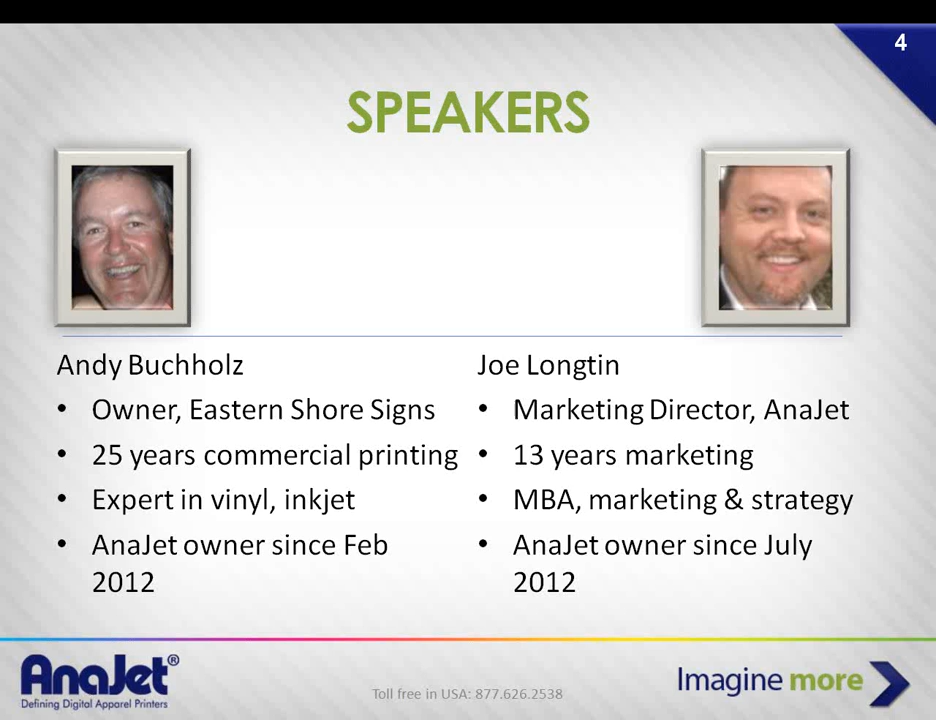 4
SPEAKERS
Andy Buchholz
• Owner, Eastern Shore Signs
• 25 years commercial printing
• Expert in vinyl, inkjet
• AnaJet owner since Feb
2012
Joe Longtin
• Marketing Director, AnaJet
• 13 years marketing
• MBA, marketing & strategy
• AnaJet owner since July
2012
AnaJet®
Defining Digital Apparel Printers
Toll free in USA: 877.626.2538
Imagine more